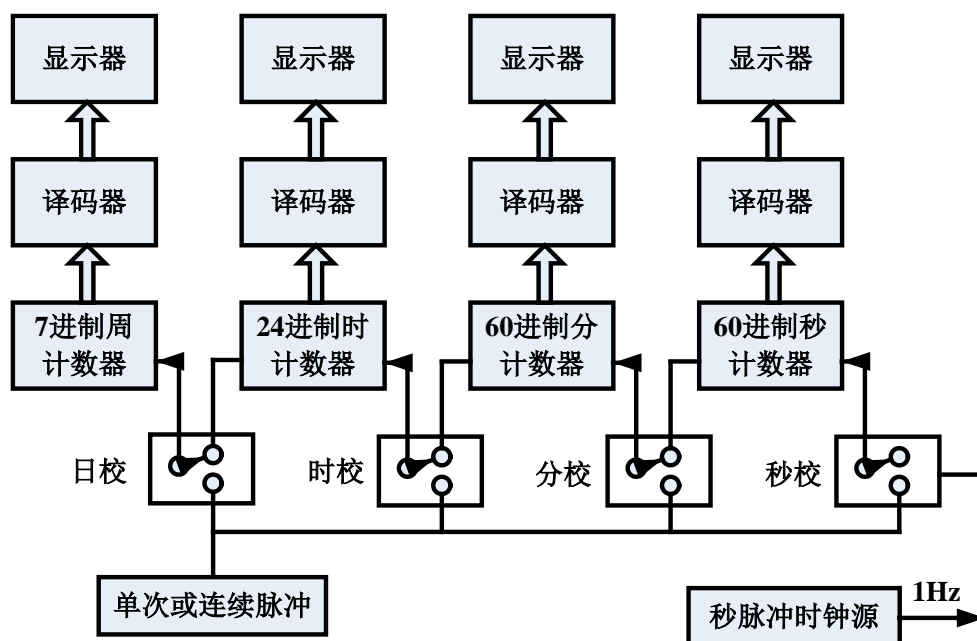 显示器 显示器 显示器 显示器
译码器 译码器 译码器 译码器
7进制周 24进制时 60进制分 60进制秒
计数器 计数器 计数器 计数器
日校 时校 分校 秒校
单次或连续脉冲
秒脉冲时钟源
1Hz